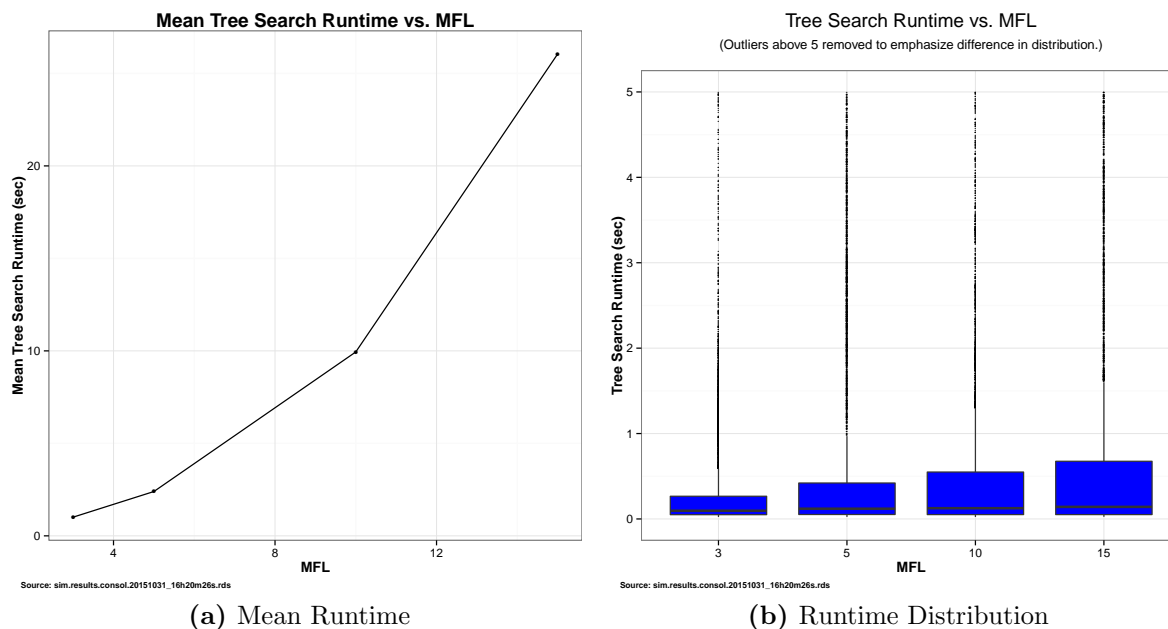 Mean Tree Search Runtime vs. MFL
Mean Tree Search Runtime (sec)
20
10
0
4
8
12
MFL
Source: sim.results.consol.20151031_16h20m26s.rds
(a) Mean Runtime
Tree Search Runtime vs. MFL
(Outliers above 5 removed to emphasize difference in distribution.)
Tree Search Runtime (sec)
5
4
3
2
1
0
3
5
10
15
MFL
Source: sim.results.consol.20151031_16h20m26s.rds
(b) Runtime Distribution